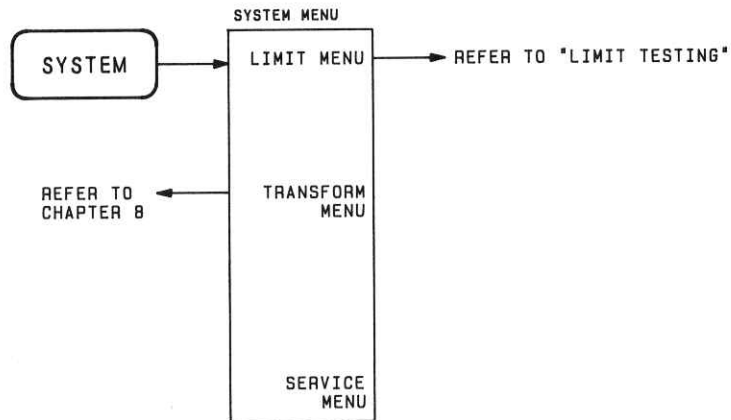 SYSTEM MENU
SYSTEM
LIMIT MENU
REFER TO "LIMIT TESTING"
REFER TO
CHAPTER 8
TRANSFORM
MENU
SERVICE
MENU